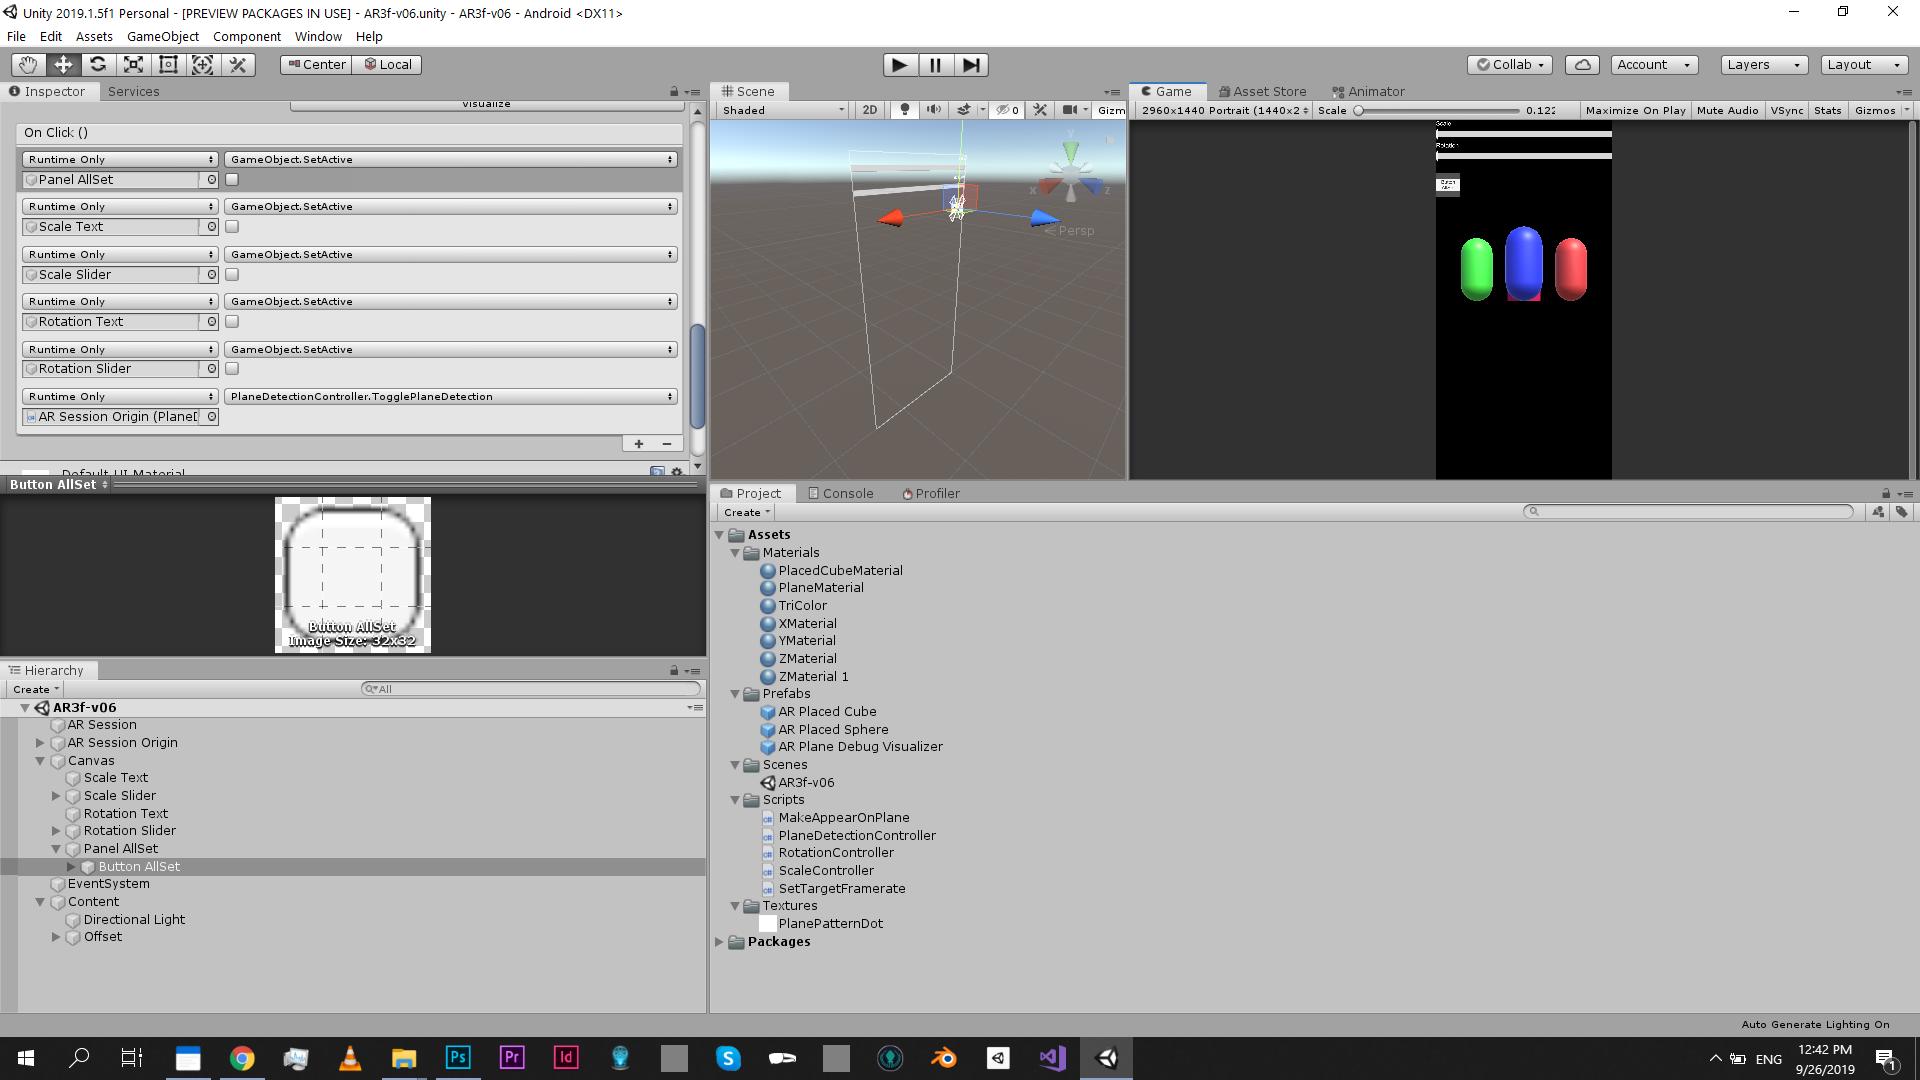 Unity 2019.1.5f1 Personal - [PREVIEW PACKAGES IN USE] - AR3f-v06.unity - AR3f-v06 - Android <DX11>
File Edit Assets GameObject Component Window Help
Center Local Collab Account Layers Layout
Inspector Services
Visualize
On Click ()
Runtime Only GameObject.SetActive
Panel AllSet
Runtime Only GameObject.SetActive
Scale Text
Runtime Only GameObject.SetActive
Scale Slider
Runtime Only GameObject.SetActive
Rotation Text
Runtime Only GameObject.SetActive
Rotation Slider
Runtime Only PlaneDetectionController.TogglePlaneDetection
AR Session Origin (PlaneD
+ −
Default UI Material
Button AllSet
Button AllSet
Image Size: 32x32
Scene
Shaded 2D 0 Gizm
y
x
z
Persp
Game Asset Store Animator
2960x1440 Portrait (1440x2 Scale 0.122 Maximize On Play Mute Audio VSync Stats Gizmos
Scale
Rotation
Button
Hierarchy
Create All
AR3f-v06
AR Session
AR Session Origin
Canvas
Scale Text
Scale Slider
Rotation Text
Rotation Slider
Panel AllSet
Button AllSet
EventSystem
Content
Directional Light
Offset
Project Console Profiler
Create
Assets
Materials
PlacedCubeMaterial
PlaneMaterial
TriColor
XMaterial
YMaterial
ZMaterial
ZMaterial 1
Prefabs
AR Placed Cube
AR Placed Sphere
AR Plane Debug Visualizer
Scenes
AR3f-v06
Scripts
MakeAppearOnPlane
PlaneDetectionController
RotationController
ScaleController
SetTargetFramerate
Textures
PlanePatternDot
Packages
Auto Generate Lighting On
Ps Pr Id
ENG
12:42 PM
9/26/2019
1